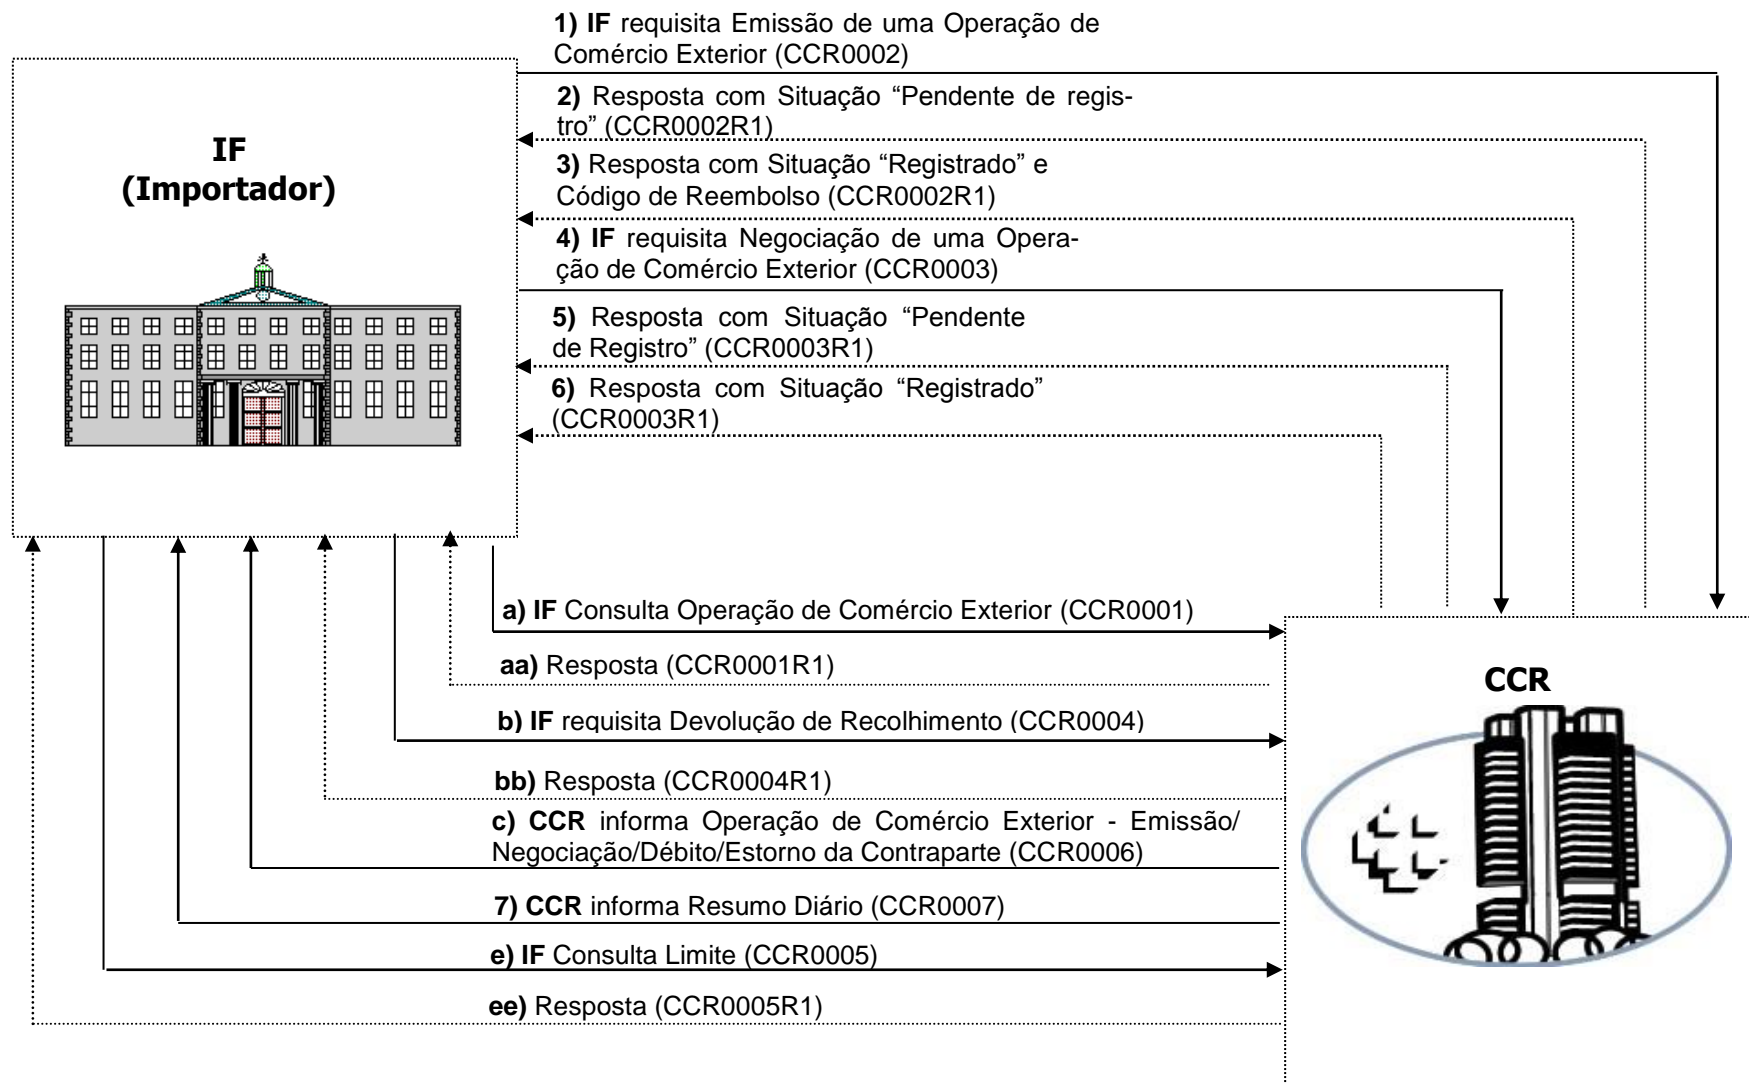 1) IF requisita Emissão de uma Operação de
Comércio Exterior (CCR0002)
2) Resposta com Situação “Pendente de regis-
tro” (CCR0002R1)
IF
(Importador)
3) Resposta com Situação “Registrado” e
Código de Reembolso (CCR0002R1)
4) IF requisita Negociação de uma Opera-
ção de Comércio Exterior (CCR0003)
5) Resposta com Situação “Pendente
de Registro” (CCR0003R1)
6) Resposta com Situação “Registrado”
(CCR0003R1)
a) IF Consulta Operação de Comércio Exterior (CCR0001)
aa) Resposta (CCR0001R1)
CCR
b) IF requisita Devolução de Recolhimento (CCR0004)
bb) Resposta (CCR0004R1)
c) CCR informa Operação de Comércio Exterior - Emissão/
Negociação/Débito/Estorno da Contraparte (CCR0006)
7) CCR informa Resumo Diário (CCR0007)
e) IF Consulta Limite (CCR0005)
ee) Resposta (CCR0005R1)